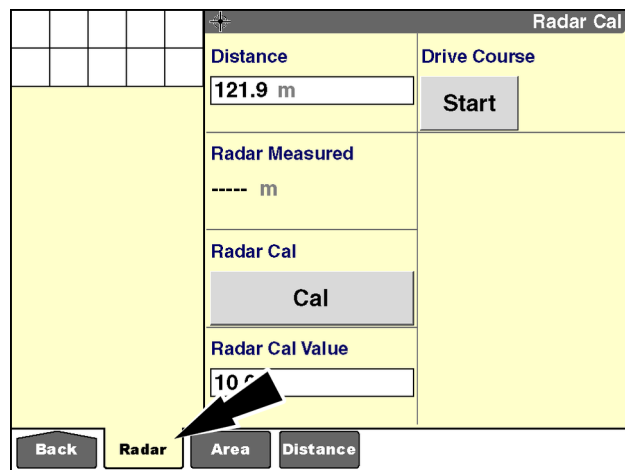 Radar Cal
Distance
121.9 m
Drive Course
Start
Radar Measured
----- m
Radar Cal
Cal
Radar Cal Value
Back
Radar
Area
Distance